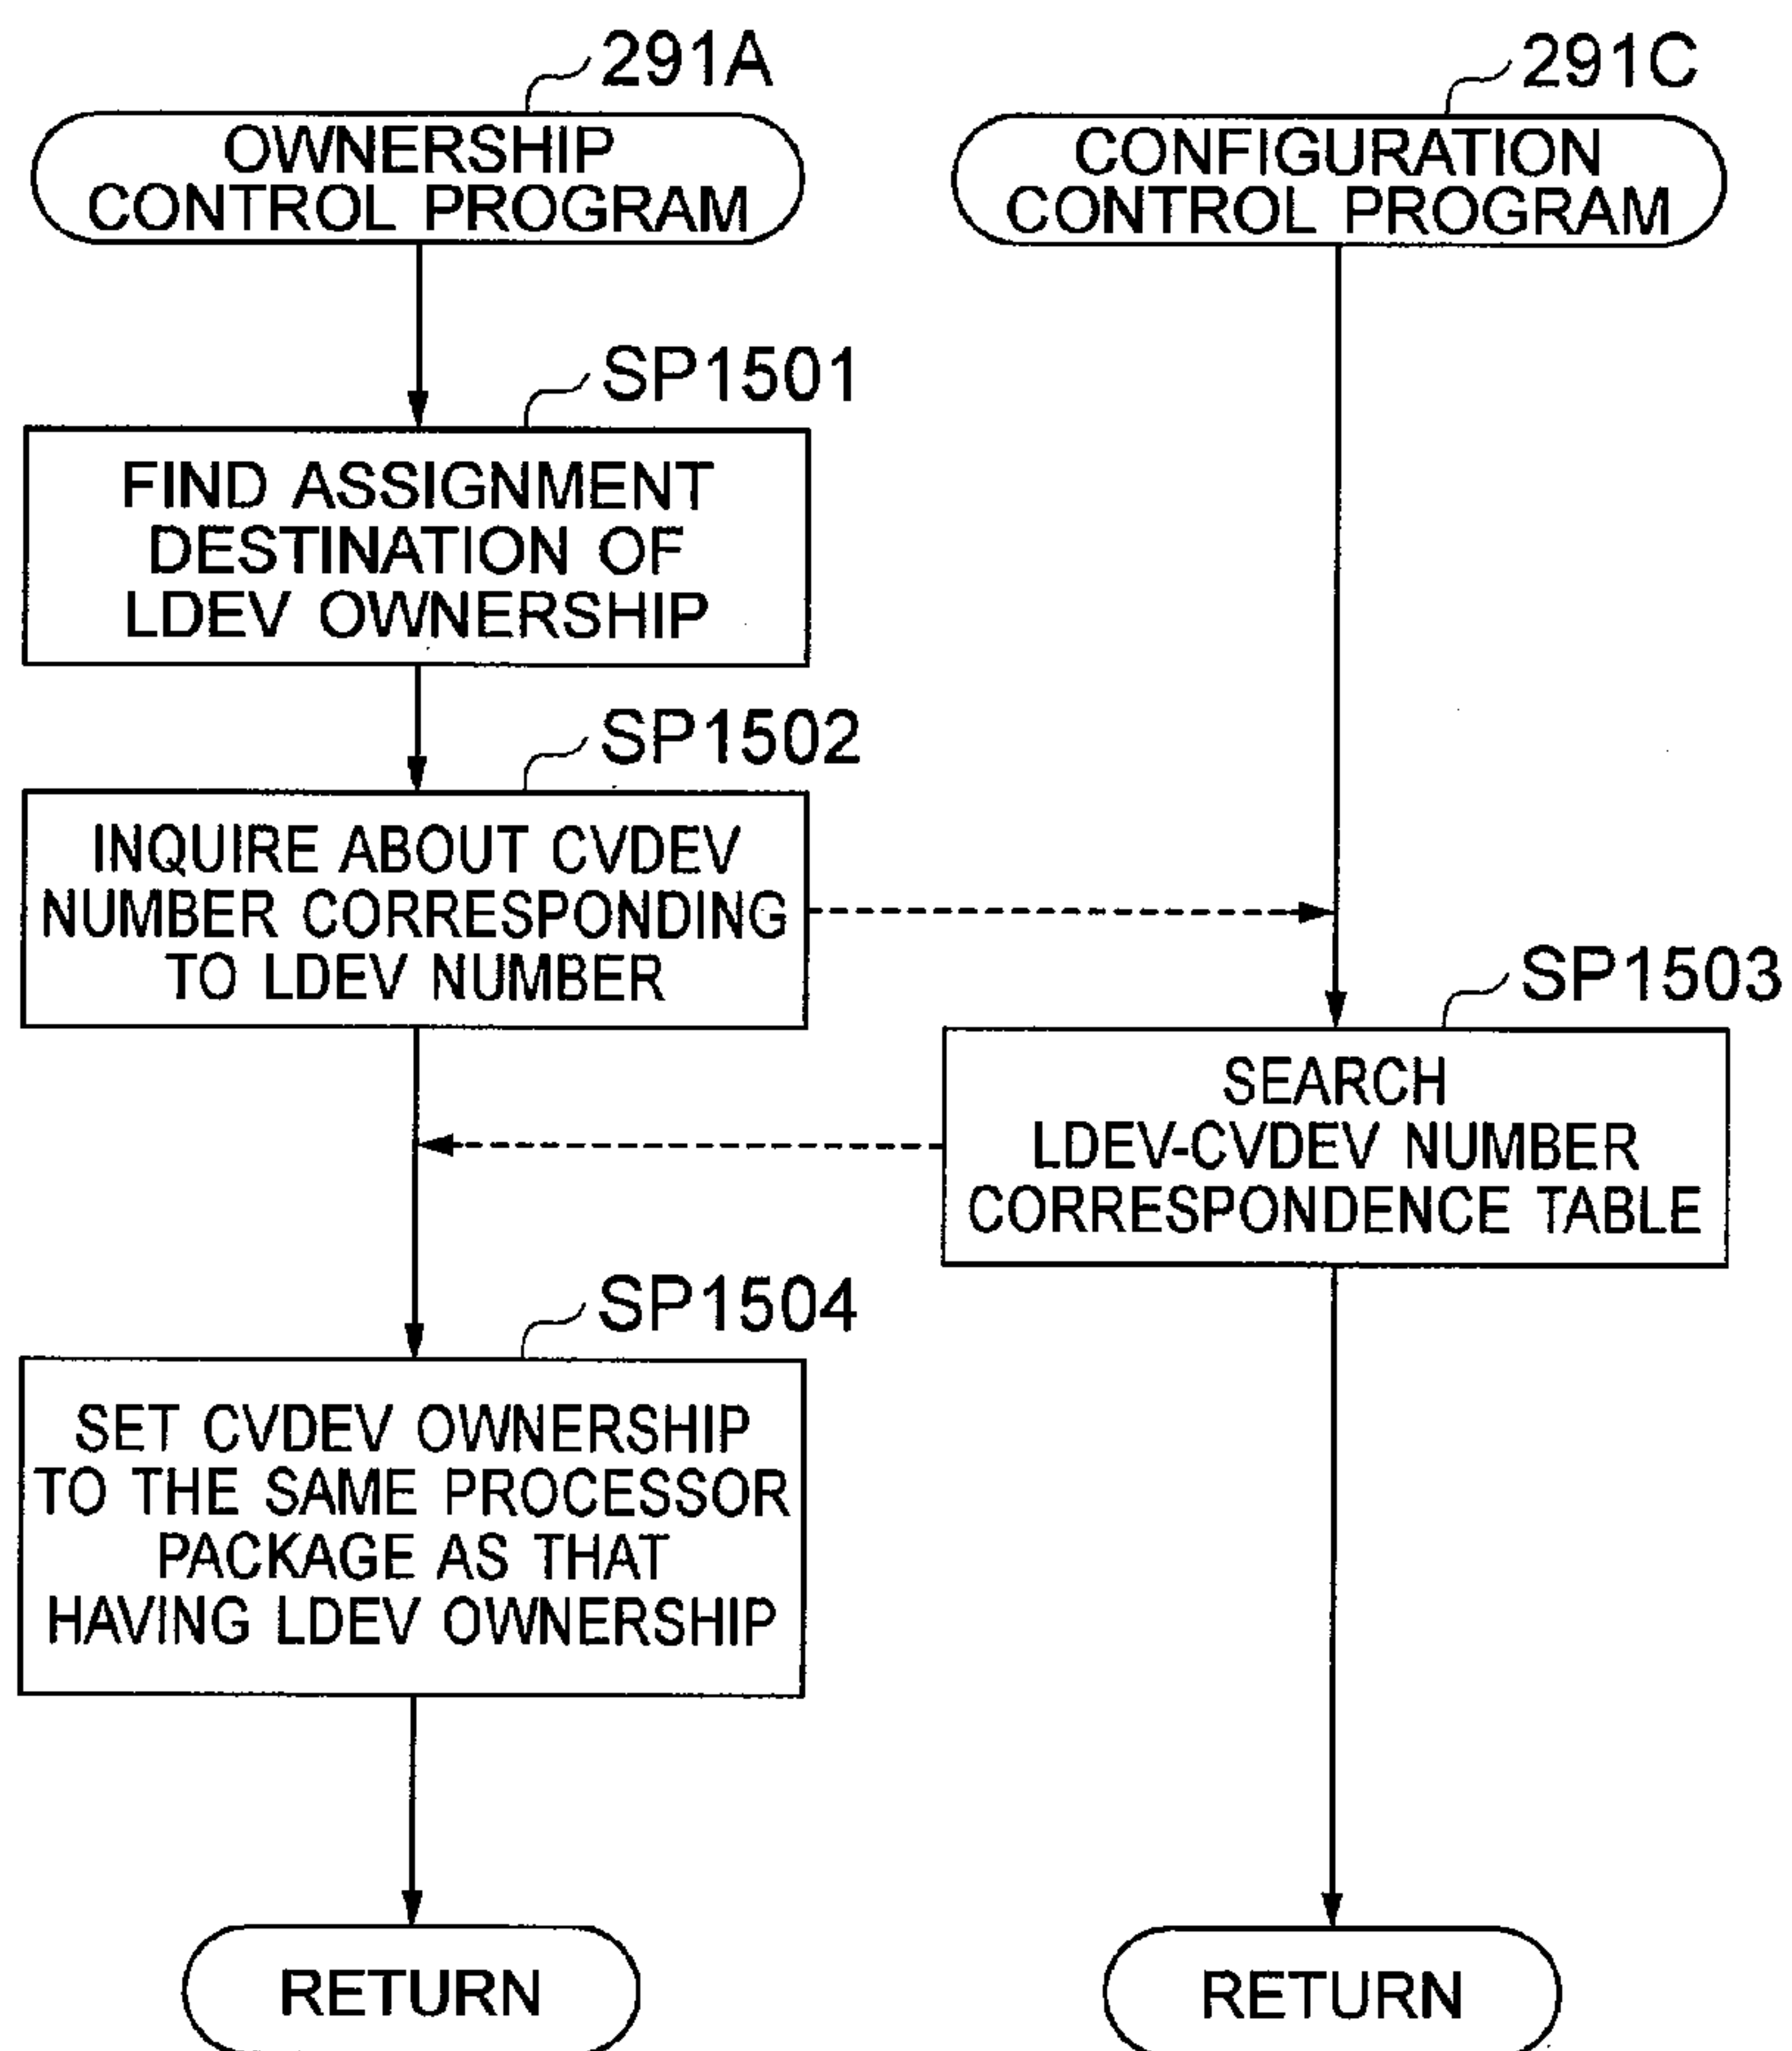 291A
OWNERSHIP
CONTROL PROGRAM
291C
CONFIGURATION
CONTROL PROGRAM
SP1501
FIND ASSIGNMENT
DESTINATION OF
LDEV OWNERSHIP
SP1502
INQUIRE ABOUT CVDEV
NUMBER CORRESPONDING
TO LDEV NUMBER
SP1503
SEARCH
LDEV-CVDEV NUMBER
CORRESPONDENCE TABLE
SP1504
SET CVDEV OWNERSHIP
TO THE SAME PROCESSOR
PACKAGE AS THAT
HAVING LDEV OWNERSHIP
RETURN
RETURN